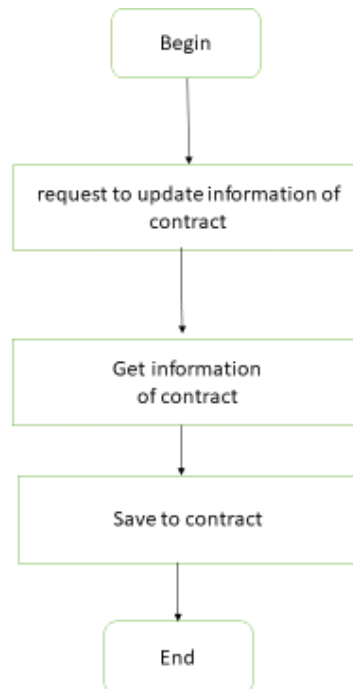 Begin
request to update information of
contract
Get information
of contract
Save to contract
End